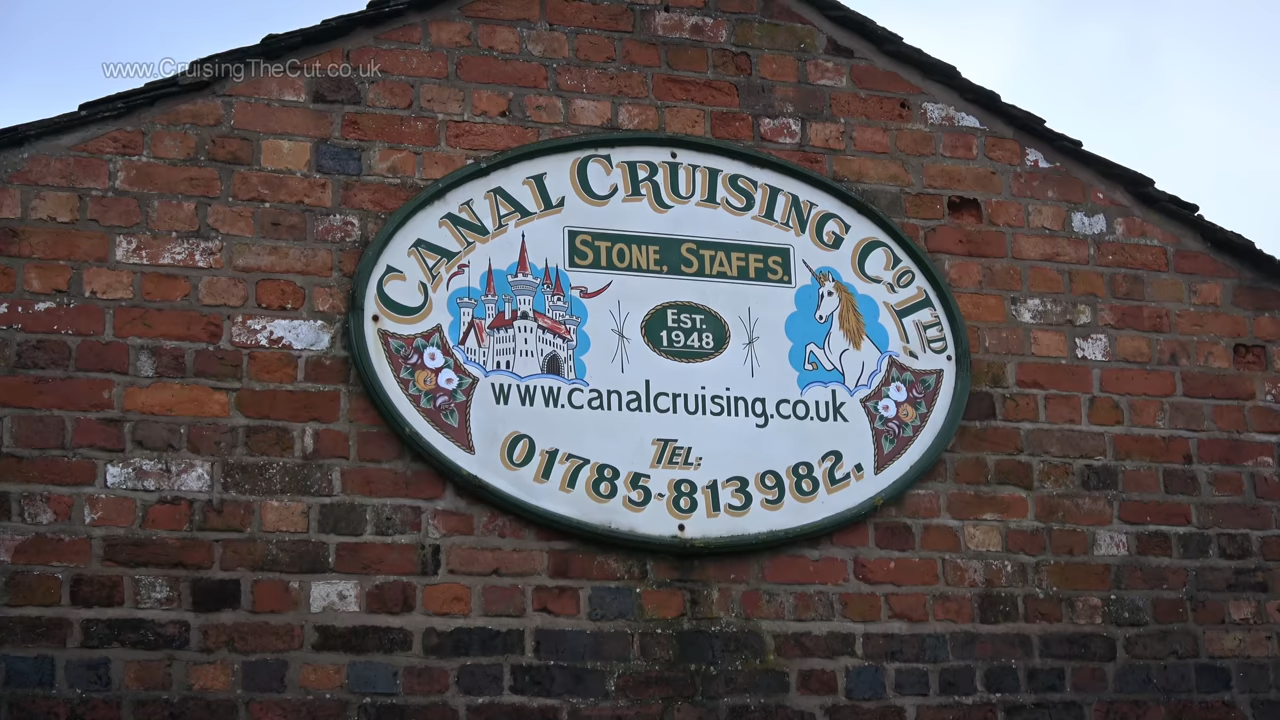 www.CruisingTheCut.co.uk
CANAL CRUISING CO. LTD.
STONE, STAFFS.
EST.
1948
www.canalcruising.co.uk
TEL:
01785-813982.